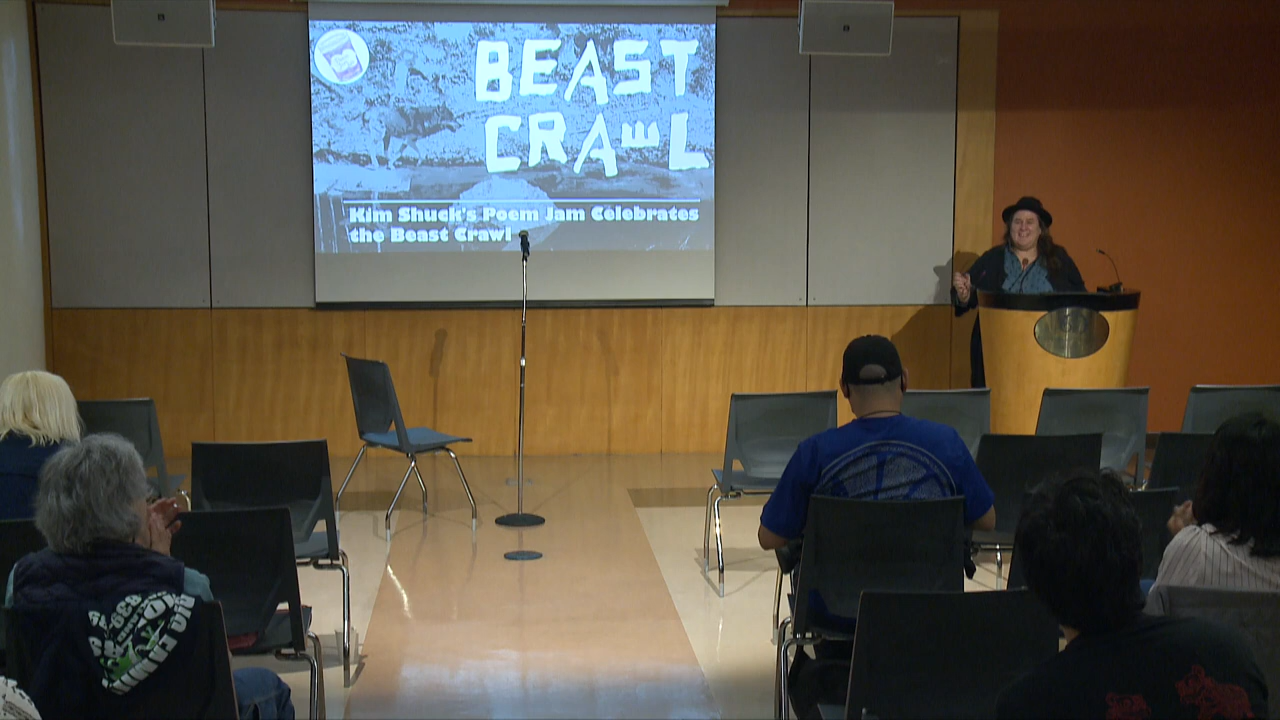 BEAST
CRAWL
Kim Shuck's Poem Jam Celebrates
the Beast Crawl